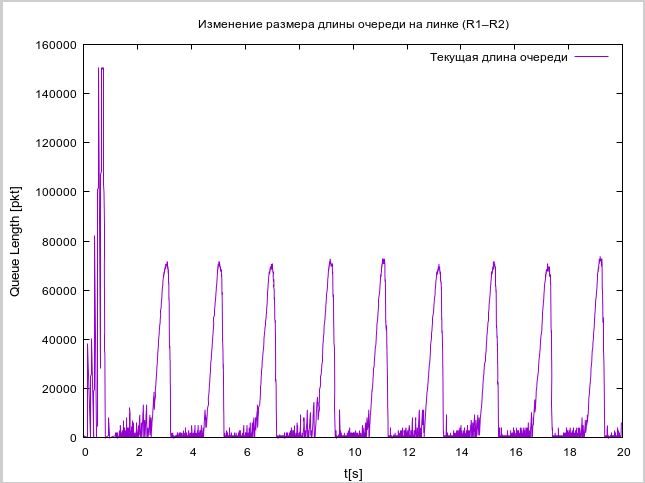 Изменение размера длины очереди на линке (R1–R2)
Текущая длина очереди
Queue Length [pkt]
160000
140000
120000
100000
80000
60000
40000
20000
0
0 2 4 6 8 10 12 14 16 18 20
t[s]